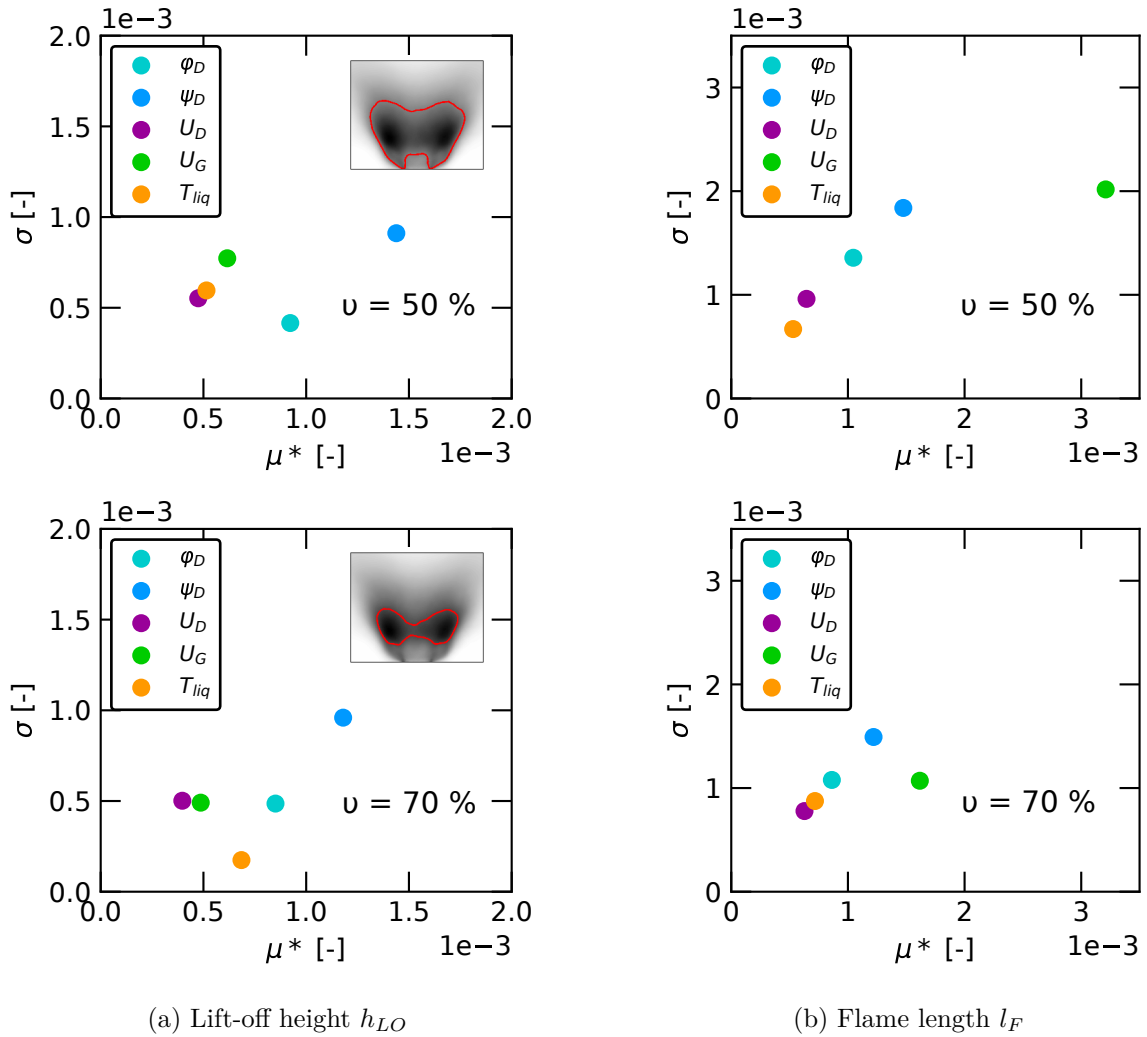 1e−3
2.0
1.5
1.0
0.5
0.0
σ [-]
φ_D
ψ_D
U_D
U_G
T_liq
υ = 50 %
0.0 0.5 1.0 1.5 2.0
μ* [-]
1e−3
1e−3
3
2
1
0
σ [-]
φ_D
ψ_D
U_D
U_G
T_liq
υ = 50 %
0 1 2 3
μ* [-]
1e−3
1e−3
2.0
1.5
1.0
0.5
0.0
σ [-]
φ_D
ψ_D
U_D
U_G
T_liq
υ = 70 %
0.0 0.5 1.0 1.5 2.0
μ* [-]
1e−3
1e−3
3
2
1
0
σ [-]
φ_D
ψ_D
U_D
U_G
T_liq
υ = 70 %
0 1 2 3
μ* [-]
1e−3
(a) Lift-off height h_LO
(b) Flame length l_F